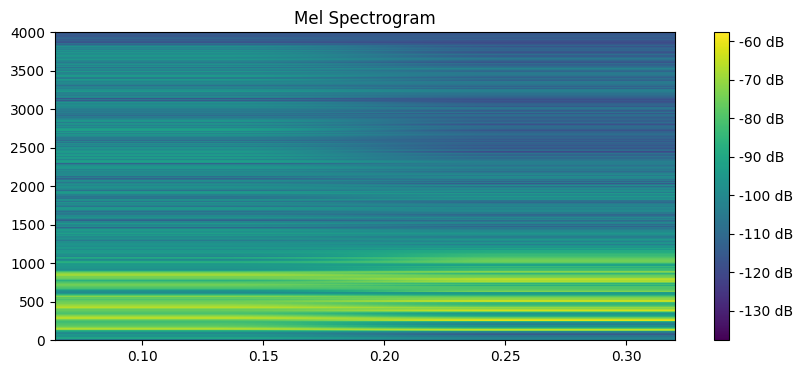 Mel Spectrogram
4000
3500
3000
2500
2000
1500
1000
500
0
0.10 0.15 0.20 0.25 0.30
-60 dB
-70 dB
-80 dB
-90 dB
-100 dB
-110 dB
-120 dB
-130 dB